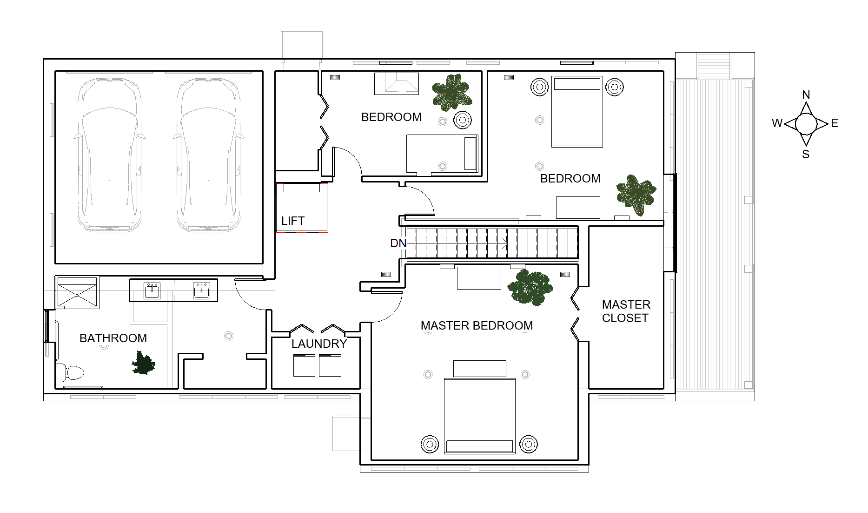 N
W E
S
BEDROOM
BEDROOM
LIFT
DN
BATHROOM
LAUNDRY
MASTER BEDROOM
MASTER
CLOSET